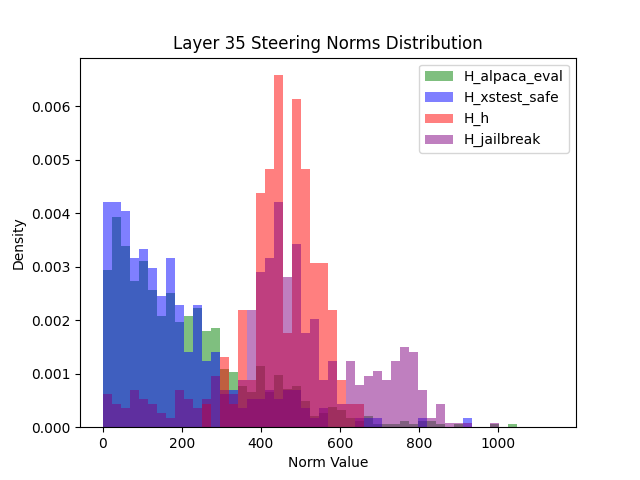 Layer 35 Steering Norms Distribution
H_alpaca_eval
H_xstest_safe
H_h
H_jailbreak
0.006
0.005
0.004
0.003
0.002
0.001
0.000
Density
0 200 400 600 800 1000
Norm Value